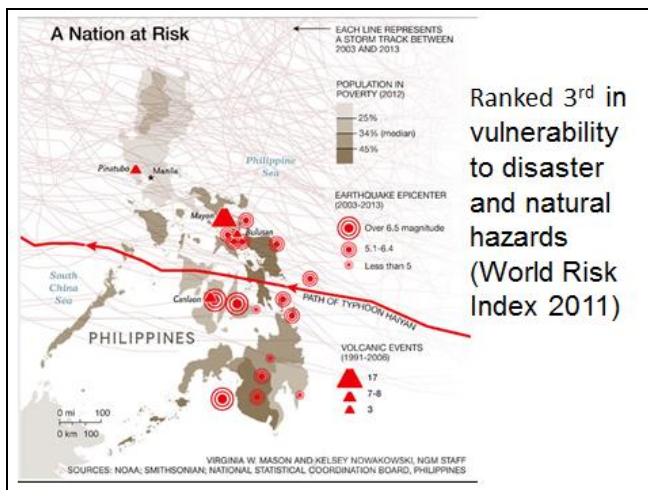 A Nation at Risk
EACH LINE REPRESENTS
A STORM TRACK BETWEEN
2003 AND 2013
POPULATION IN
POVERTY (2012)
25%
34% (median)
45%
Philippine
Sea
Pinatubo
Manila
EARTHQUAKE EPICENTER
(2003-2013)
Over 6.5 magnitude
5.1-6.4
Less than 5
Mayon
Bulusan
South
China
Sea
Canlaon
PATH OF TYPHOON HAIYAN
PHILIPPINES
VOLCANIC EVENTS
(1991-2006)
17
7-8
3
0 mi 100
0 km 100
VIRGINIA W. MASON AND KELSEY NOWAKOWSKI, NGM STAFF
SOURCES: NOAA; SMITHSONIAN; NATIONAL STATISTICAL COORDINATION BOARD, PHILIPPINES
Ranked 3rd in
vulnerability
to disaster
and natural
hazards
(World Risk
Index 2011)